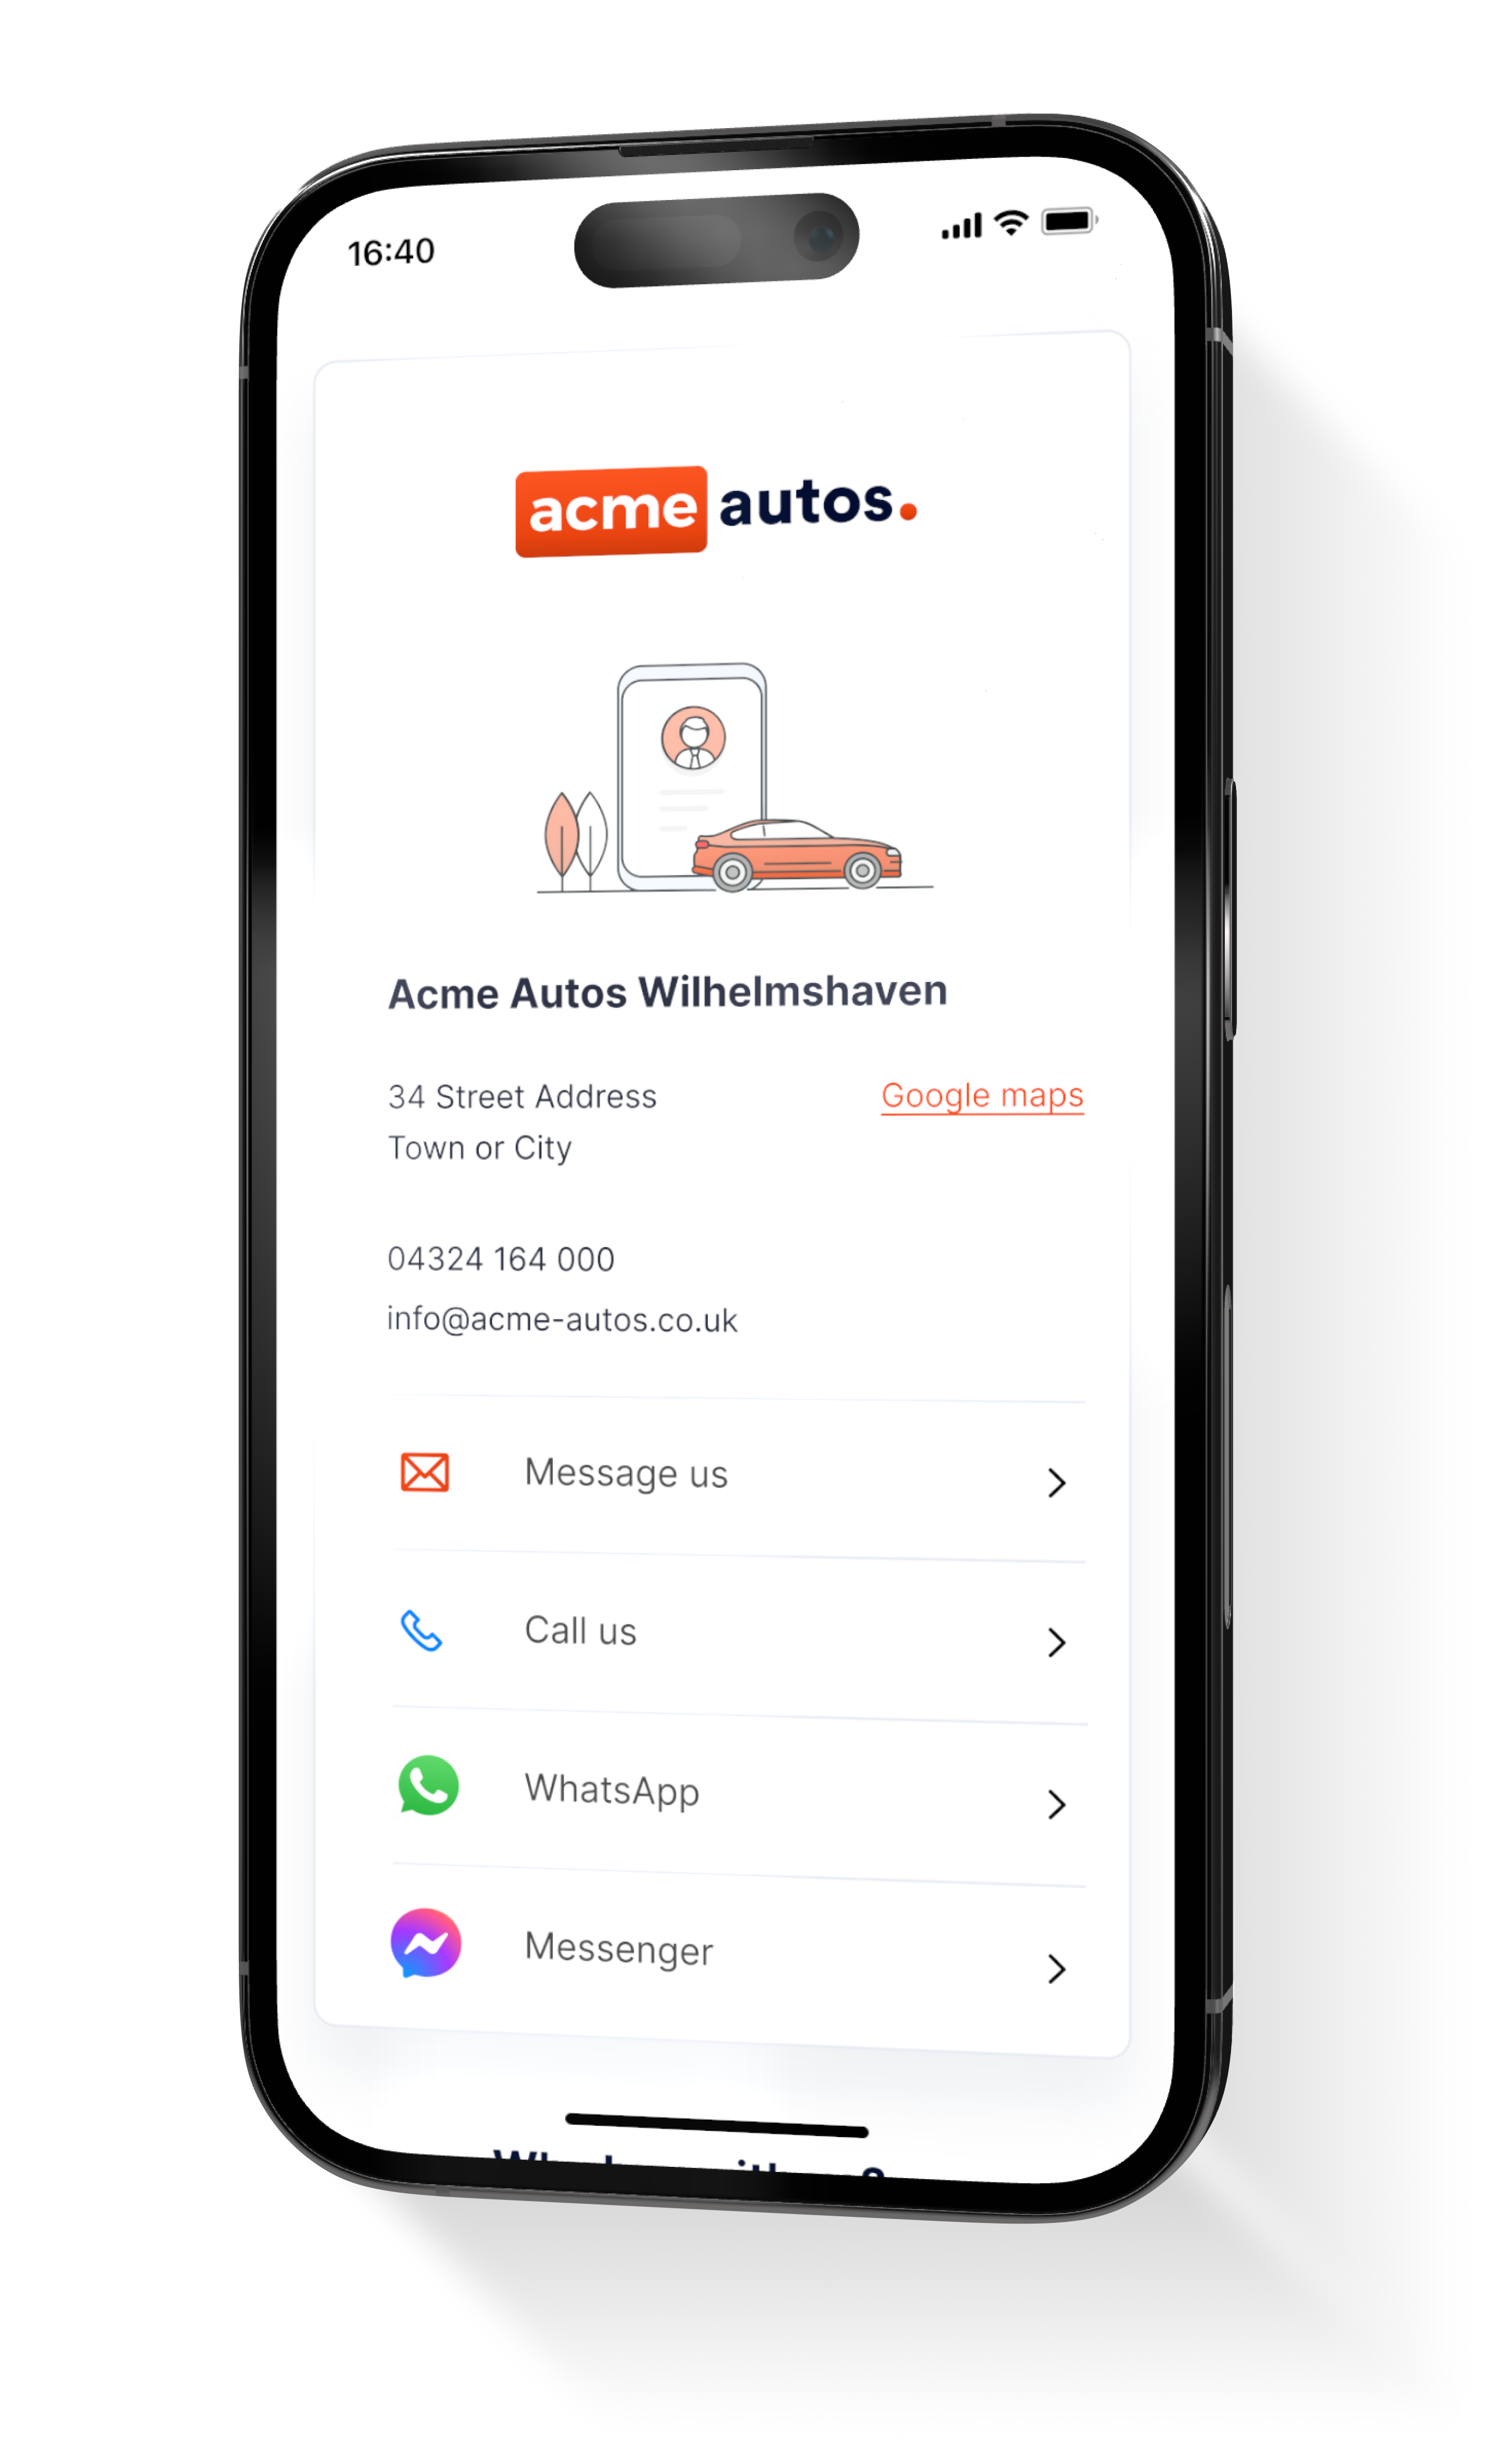 16:40
acme autos.
Acme Autos Wilhelmshaven
34 Street Address
Google maps
Town or City
04324 164 000
info@acme-autos.co.uk
Message us
Call us
WhatsApp
Messenger